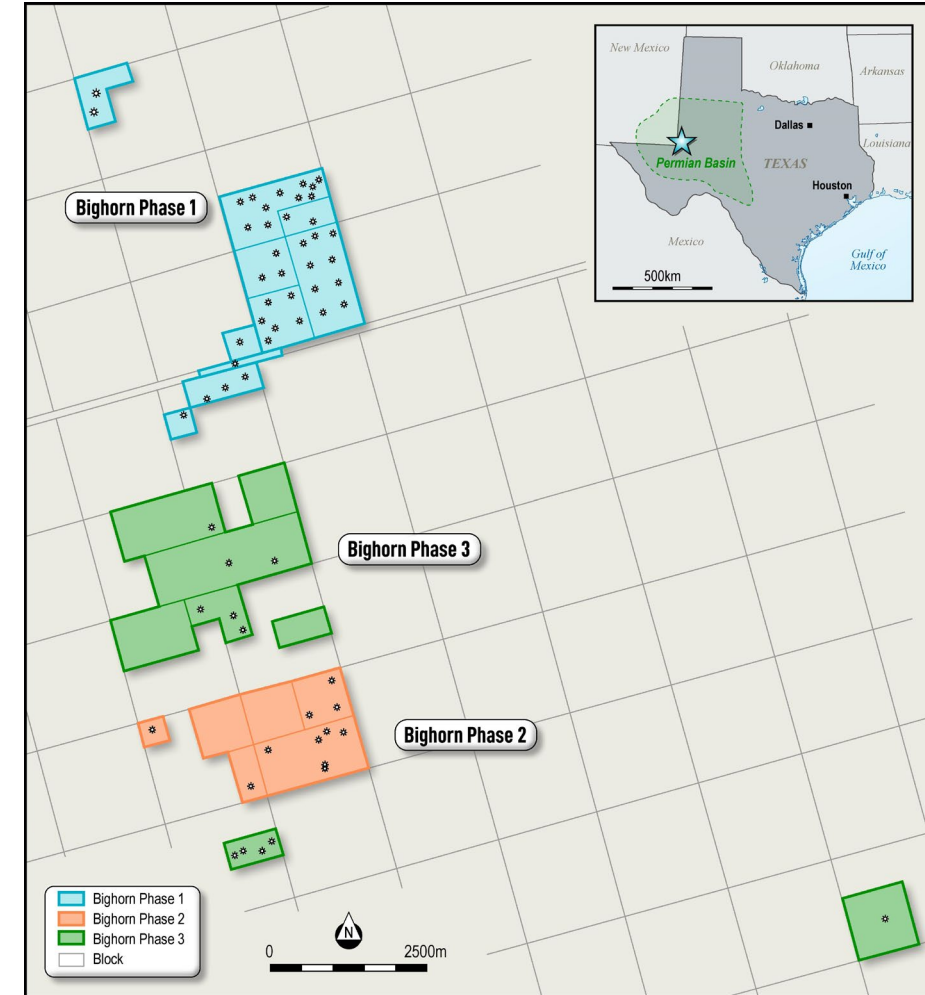 New Mexico
Oklahoma
Arkansas
Dallas
Louisiana
Permian Basin
TEXAS
Houston
Mexico
Gulf of
Mexico
500km
Bighorn Phase 1
Bighorn Phase 3
Bighorn Phase 2
Bighorn Phase 1
Bighorn Phase 2
Bighorn Phase 3
Block
N
0
2500m